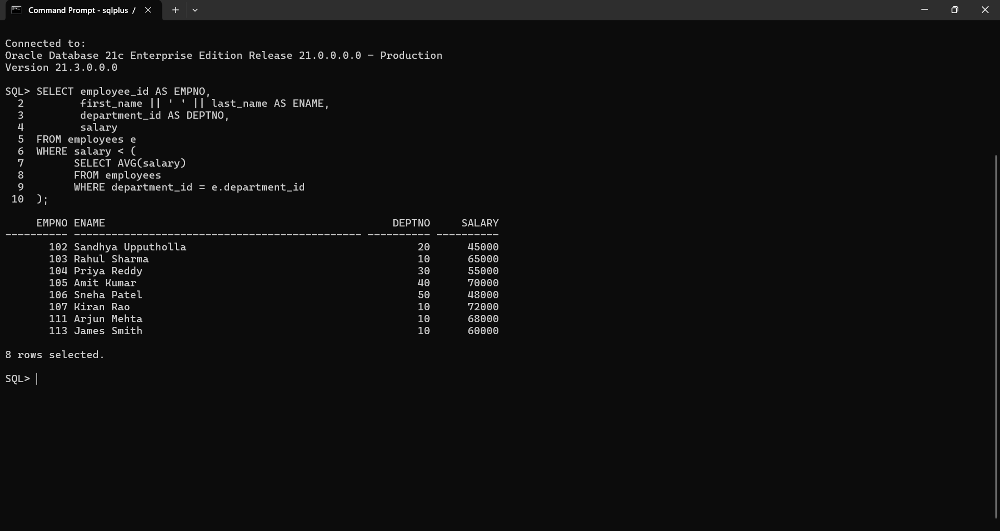 Command Prompt - sqlplus /
Connected to:
Oracle Database 21c Enterprise Edition Release 21.0.0.0.0 - Production
Version 21.3.0.0.0
SQL> SELECT employee_id AS EMPNO,
  2         first_name || ' ' || last_name AS ENAME,
  3         department_id AS DEPTNO,
  4         salary
  5  FROM employees e
  6  WHERE salary < (
  7        SELECT AVG(salary)
  8        FROM employees
  9        WHERE department_id = e.department_id
 10  );
     EMPNO ENAME                                              DEPTNO     SALARY
---------- ---------------------------------------------- ---------- ----------
       102 Sandhya Upputholla                                     20      45000
       103 Rahul Sharma                                           10      65000
       104 Priya Reddy                                            30      55000
       105 Amit Kumar                                             40      70000
       106 Sneha Patel                                            50      48000
       107 Kiran Rao                                              10      72000
       111 Arjun Mehta                                            10      68000
       113 James Smith                                            10      60000
8 rows selected.
SQL>